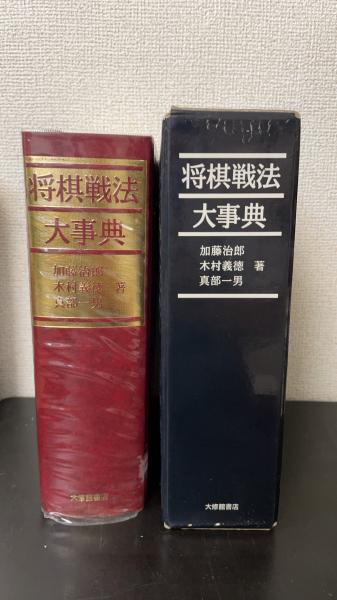 将棋戦法
大事典
加藤治郎
木村義徳 著
真部一男
大修館書店
将棋戦法
大事典
加藤治郎
木村義徳 著
真部一男
大修館書店